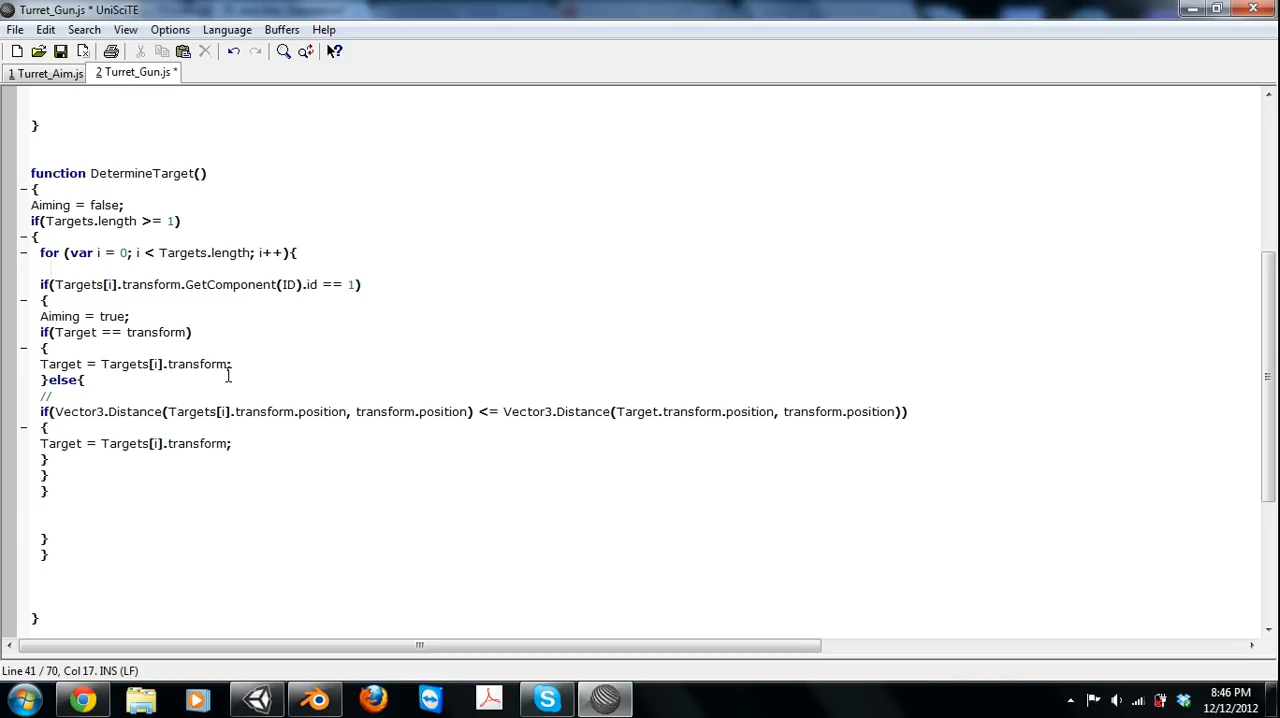 Turret_Gun.js * UniSciTE
File Edit Search View Options Language Buffers Help
1 Turret_Aim.js 2 Turret_Gun.js *
}
function DetermineTarget()
{
Aiming = false;
if(Targets.length >= 1)
{
for (var i = 0; i < Targets.length; i++){
if(Targets[i].transform.GetComponent(ID).id == 1)
{
Aiming = true;
if(Target == transform)
{
Target = Targets[i].transform;
}else{
//
if(Vector3.Distance(Targets[i].transform.position, transform.position) <= Vector3.Distance(Target.transform.position, transform.position))
{
Target = Targets[i].transform;
}
}
}
}
}
}
Line 41 / 70, Col 17. INS (LF)
8:46 PM
12/12/2012